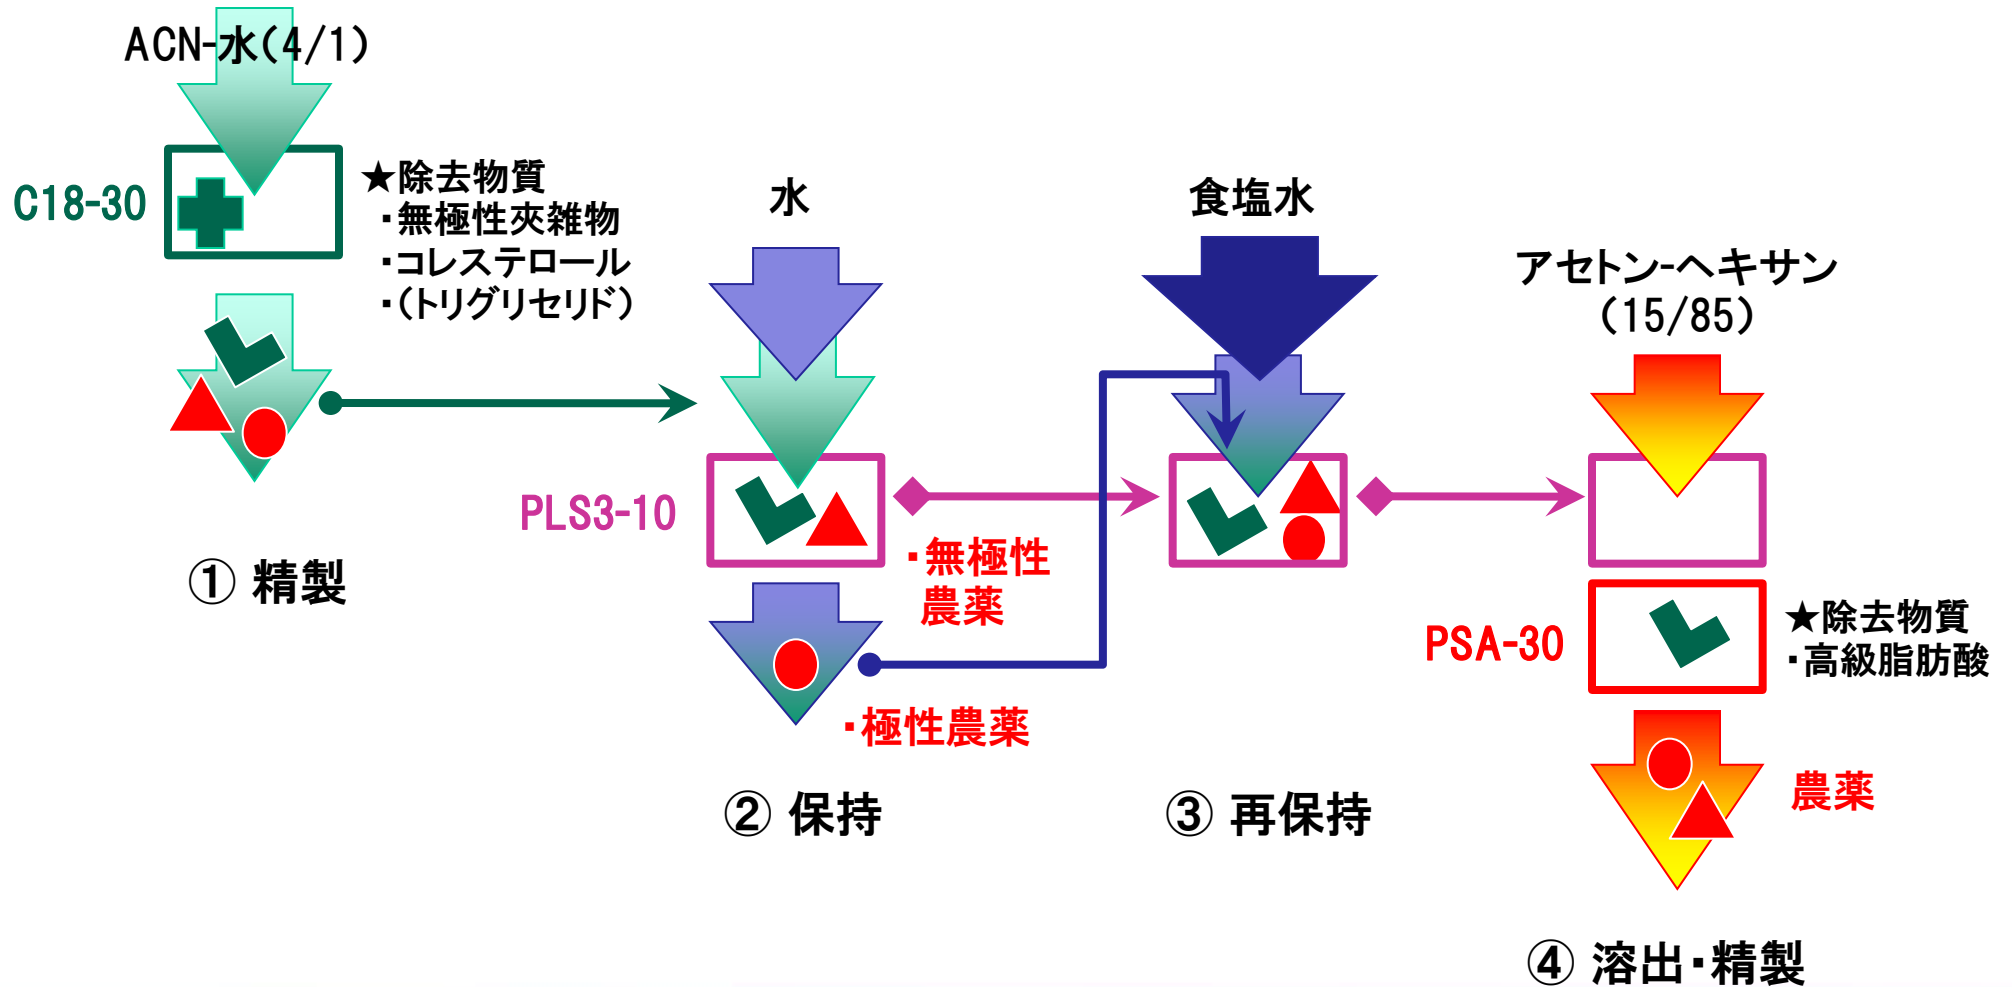 ACN-水(4/1)
C18-30
★除去物質
・無極性夾雑物
・コレステロール
・(トリグリセリド)
① 精製
水
PLS3-10
・無極性
農薬
・極性農薬
② 保持
食塩水
③ 再保持
アセトン-ヘキサン
(15/85)
PSA-30
★除去物質
・高級脂肪酸
農薬
④ 溶出・精製